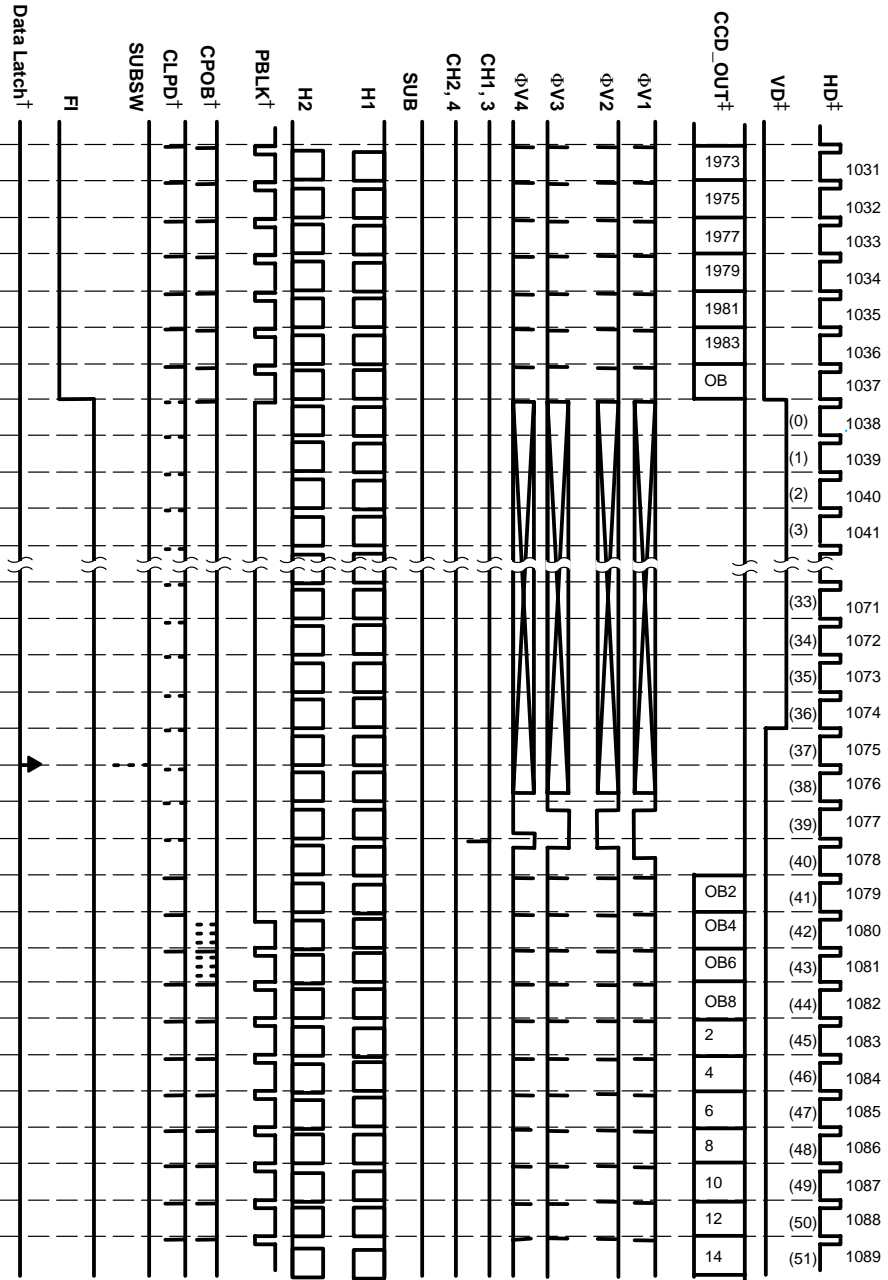 HD‡
1031
1032
1033
1034
1035
1036
1037
1038
1039
1040
1041
1071
1072
1073
1074
1075
1076
1077
1078
1079
1080
1081
1082
1083
1084
1085
1086
1087
1088
1089
VD‡
(0)
(1)
(2)
(3)
(33)
(34)
(35)
(36)
(37)
(38)
(39)
(40)
(41)
(42)
(43)
(44)
(45)
(46)
(47)
(48)
(49)
(50)
(51)
CCD_OUT‡
1973
1975
1977
1979
1981
1983
OB
OB2
OB4
OB6
OB8
2
4
6
8
10
12
14
ΦV1
ΦV2
ΦV3
ΦV4
CH1, 3
CH2, 4
SUB
H1
H2
PBLK†
CPOB†
CLPD†
SUBSW
FI
Data Latch†